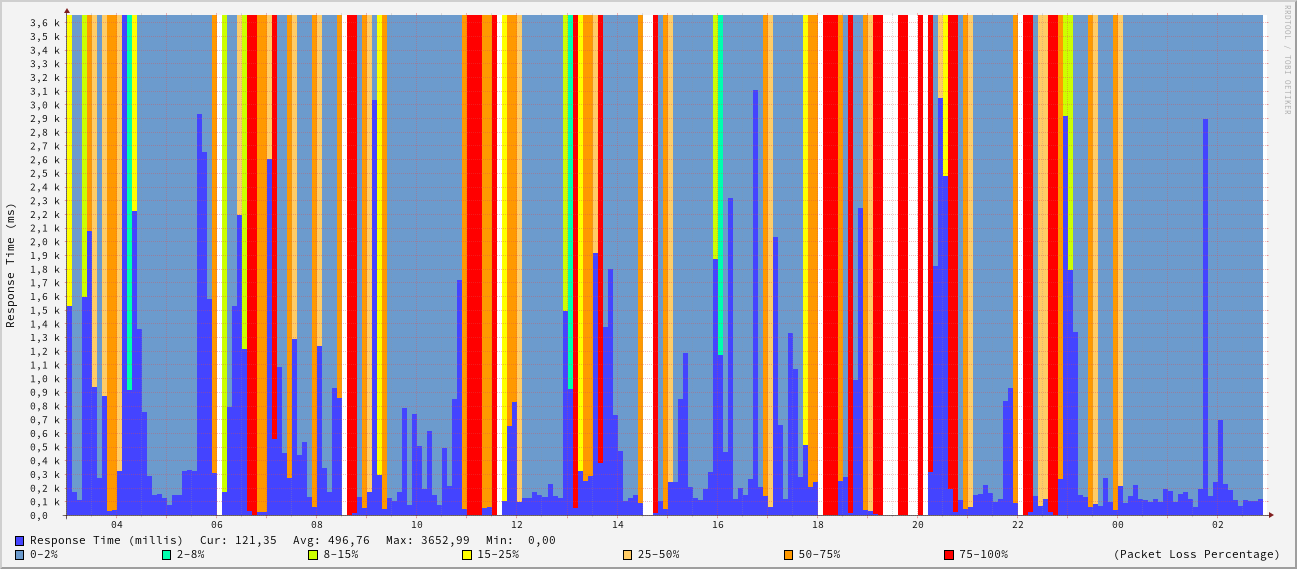 RRDTOOL / TOBI OETIKER
Response Time (ms)
3,6 k
3,5 k
3,4 k
3,3 k
3,2 k
3,1 k
3,0 k
2,9 k
2,8 k
2,7 k
2,6 k
2,5 k
2,4 k
2,3 k
2,2 k
2,1 k
2,0 k
1,9 k
1,8 k
1,7 k
1,6 k
1,5 k
1,4 k
1,3 k
1,2 k
1,1 k
1,0 k
0,9 k
0,8 k
0,7 k
0,6 k
0,5 k
0,4 k
0,3 k
0,2 k
0,1 k
0,0
04 06 08 10 12 14 16 18 20 22 00 02
Response Time (millis) Cur: 121,35 Avg: 496,76 Max: 3652,99 Min: 0,00
0-2% 2-8% 8-15% 15-25% 25-50% 50-75% 75-100% (Packet Loss Percentage)